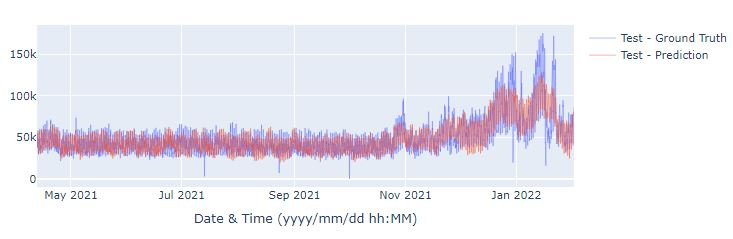 Test - Ground Truth
Test - Prediction
150k
100k
50k
0
May 2021
Jul 2021
Sep 2021
Nov 2021
Jan 2022
Date & Time (yyyy/mm/dd hh:MM)